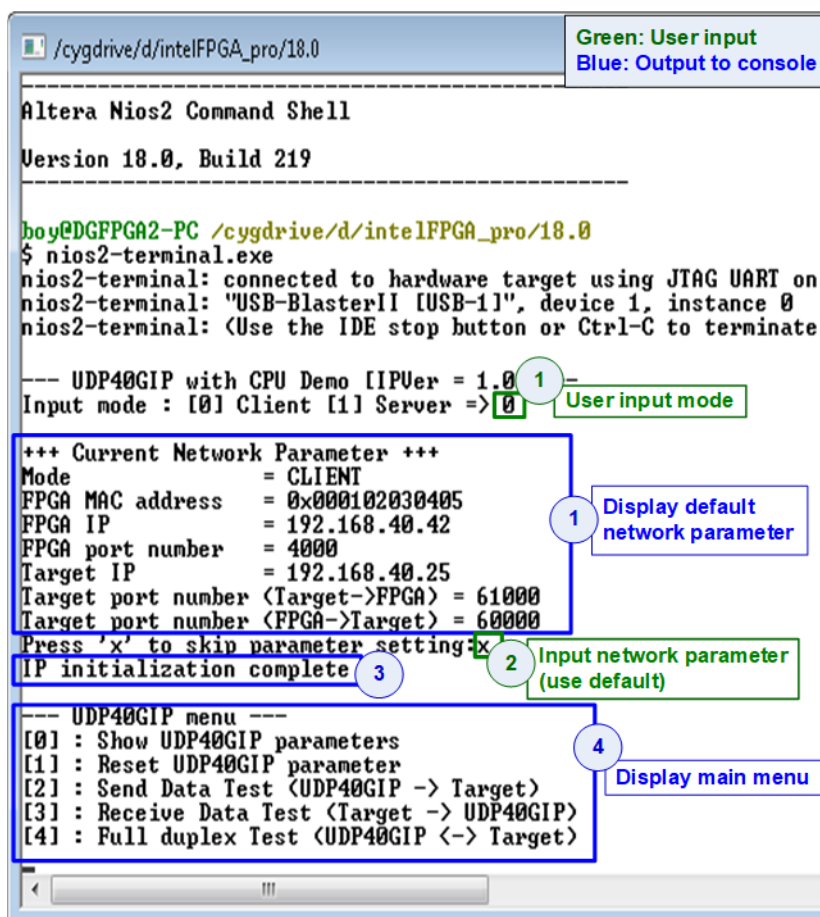 /cygdrive/d/intelFPGA_pro/18.0
Green: User input
Blue: Output to console
--------------------------------------------------
Altera Nios2 Command Shell
Version 18.0, Build 219
--------------------------------------------------
boy@DGFPGA2-PC /cygdrive/d/intelFPGA_pro/18.0
$ nios2-terminal.exe
nios2-terminal: connected to hardware target using JTAG UART on
nios2-terminal: "USB-BlasterII [USB-1]", device 1, instance 0
nios2-terminal: (Use the IDE stop button or Ctrl-C to terminate
--- UDP40GIP with CPU Demo [IPVer = 1.0 -
1
Input mode : [0] Client [1] Server => 0
User input mode
+++ Current Network Parameter +++
Mode = CLIENT
FPGA MAC address = 0x000102030405
FPGA IP = 192.168.40.42
FPGA port number = 4000
Target IP = 192.168.40.25
Target port number (Target->FPGA) = 61000
Target port number (FPGA->Target) = 60000
1
Display default
network parameter
Press 'x' to skip parameter setting:x
2
Input network parameter
(use default)
IP initialization complete
3
--- UDP40GIP menu ---
[0] : Show UDP40GIP parameters
[1] : Reset UDP40GIP parameter
[2] : Send Data Test (UDP40GIP -> Target)
[3] : Receive Data Test (Target -> UDP40GIP)
[4] : Full duplex Test (UDP40GIP <-> Target)
4
Display main menu